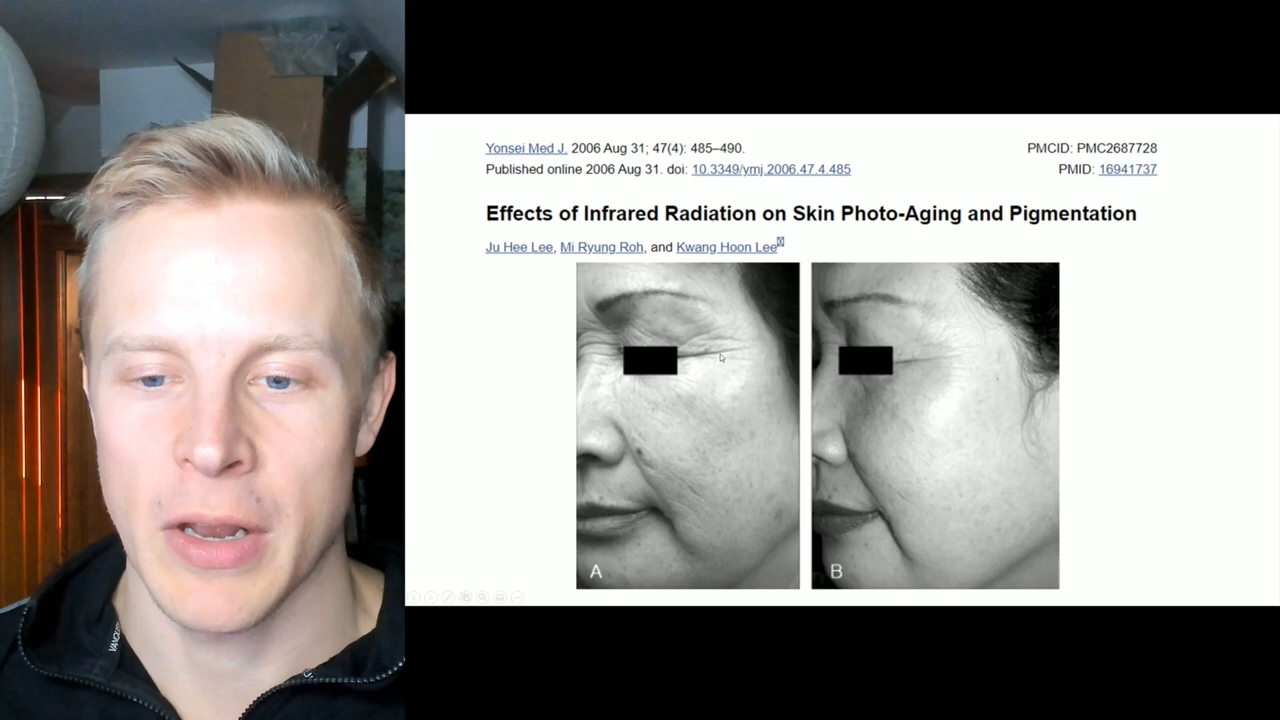 Yonsei Med J. 2006 Aug 31; 47(4): 485–490.
PMCID: PMC2687728
Published online 2006 Aug 31. doi: 10.3349/ymj.2006.47.4.485
PMID: 16941737
Effects of Infrared Radiation on Skin Photo-Aging and Pigmentation
Ju Hee Lee, Mi Ryung Roh, and Kwang Hoon Lee
A
B